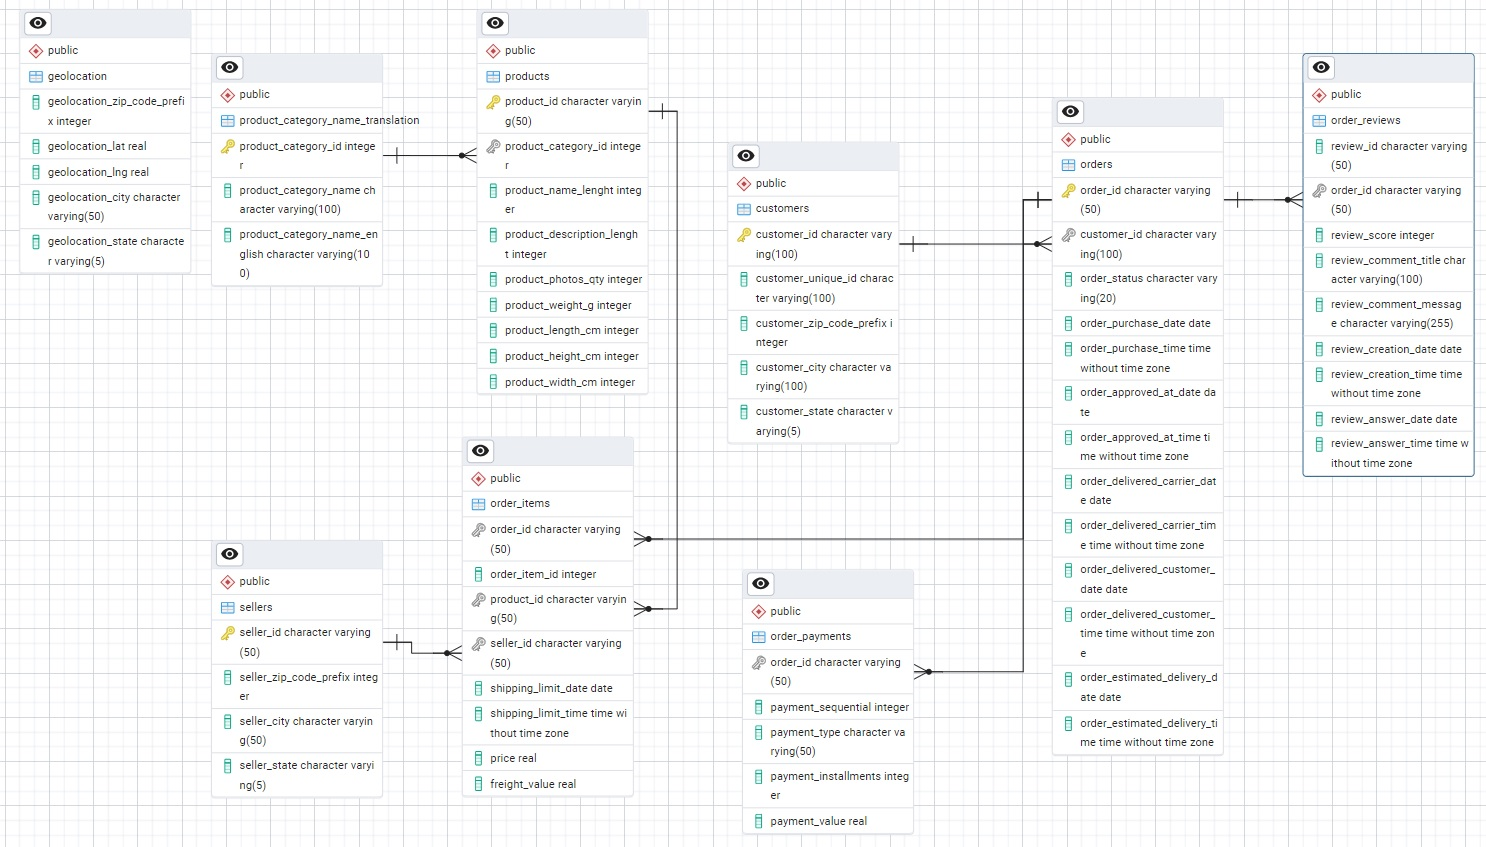 public
geolocation
geolocation_zip_code_prefi
x integer
geolocation_lat real
geolocation_lng real
geolocation_city character
varying(50)
geolocation_state characte
r varying(5)
public
product_category_name_translation
product_category_id intege
r
product_category_name ch
aracter varying(100)
product_category_name_en
glish character varying(10
0)
public
products
product_id character varyin
g(50)
product_category_id intege
r
product_name_lenght integ
er
product_description_lengh
t integer
product_photos_qty integer
product_weight_g integer
product_length_cm integer
product_height_cm integer
product_width_cm integer
public
customers
customer_id character vary
ing(100)
customer_unique_id charac
ter varying(100)
customer_zip_code_prefix i
nteger
customer_city character va
rying(100)
customer_state character v
arying(5)
public
orders
order_id character varying
(50)
customer_id character vary
ing(100)
order_status character vary
ing(20)
order_purchase_date date
order_purchase_time time
without time zone
order_approved_at_date da
te
order_approved_at_time ti
me without time zone
order_delivered_carrier_dat
e date
order_delivered_carrier_tim
e time without time zone
order_delivered_customer_
date date
order_delivered_customer_
time time without time zon
e
order_estimated_delivery_d
ate date
order_estimated_delivery_ti
me time without time zone
public
order_reviews
review_id character varying
(50)
order_id character varying
(50)
review_score integer
review_comment_title char
acter varying(100)
review_comment_messag
e character varying(255)
review_creation_date date
review_creation_time time
without time zone
review_answer_date date
review_answer_time time w
ithout time zone
public
order_items
order_id character varying
(50)
order_item_id integer
product_id character varyin
g(50)
seller_id character varying
(50)
shipping_limit_date date
shipping_limit_time time wi
thout time zone
price real
freight_value real
public
sellers
seller_id character varying
(50)
seller_zip_code_prefix integ
er
seller_city character varyin
g(50)
seller_state character varyi
ng(5)
public
order_payments
order_id character varying
(50)
payment_sequential integer
payment_type character va
rying(50)
payment_installments integ
er
payment_value real